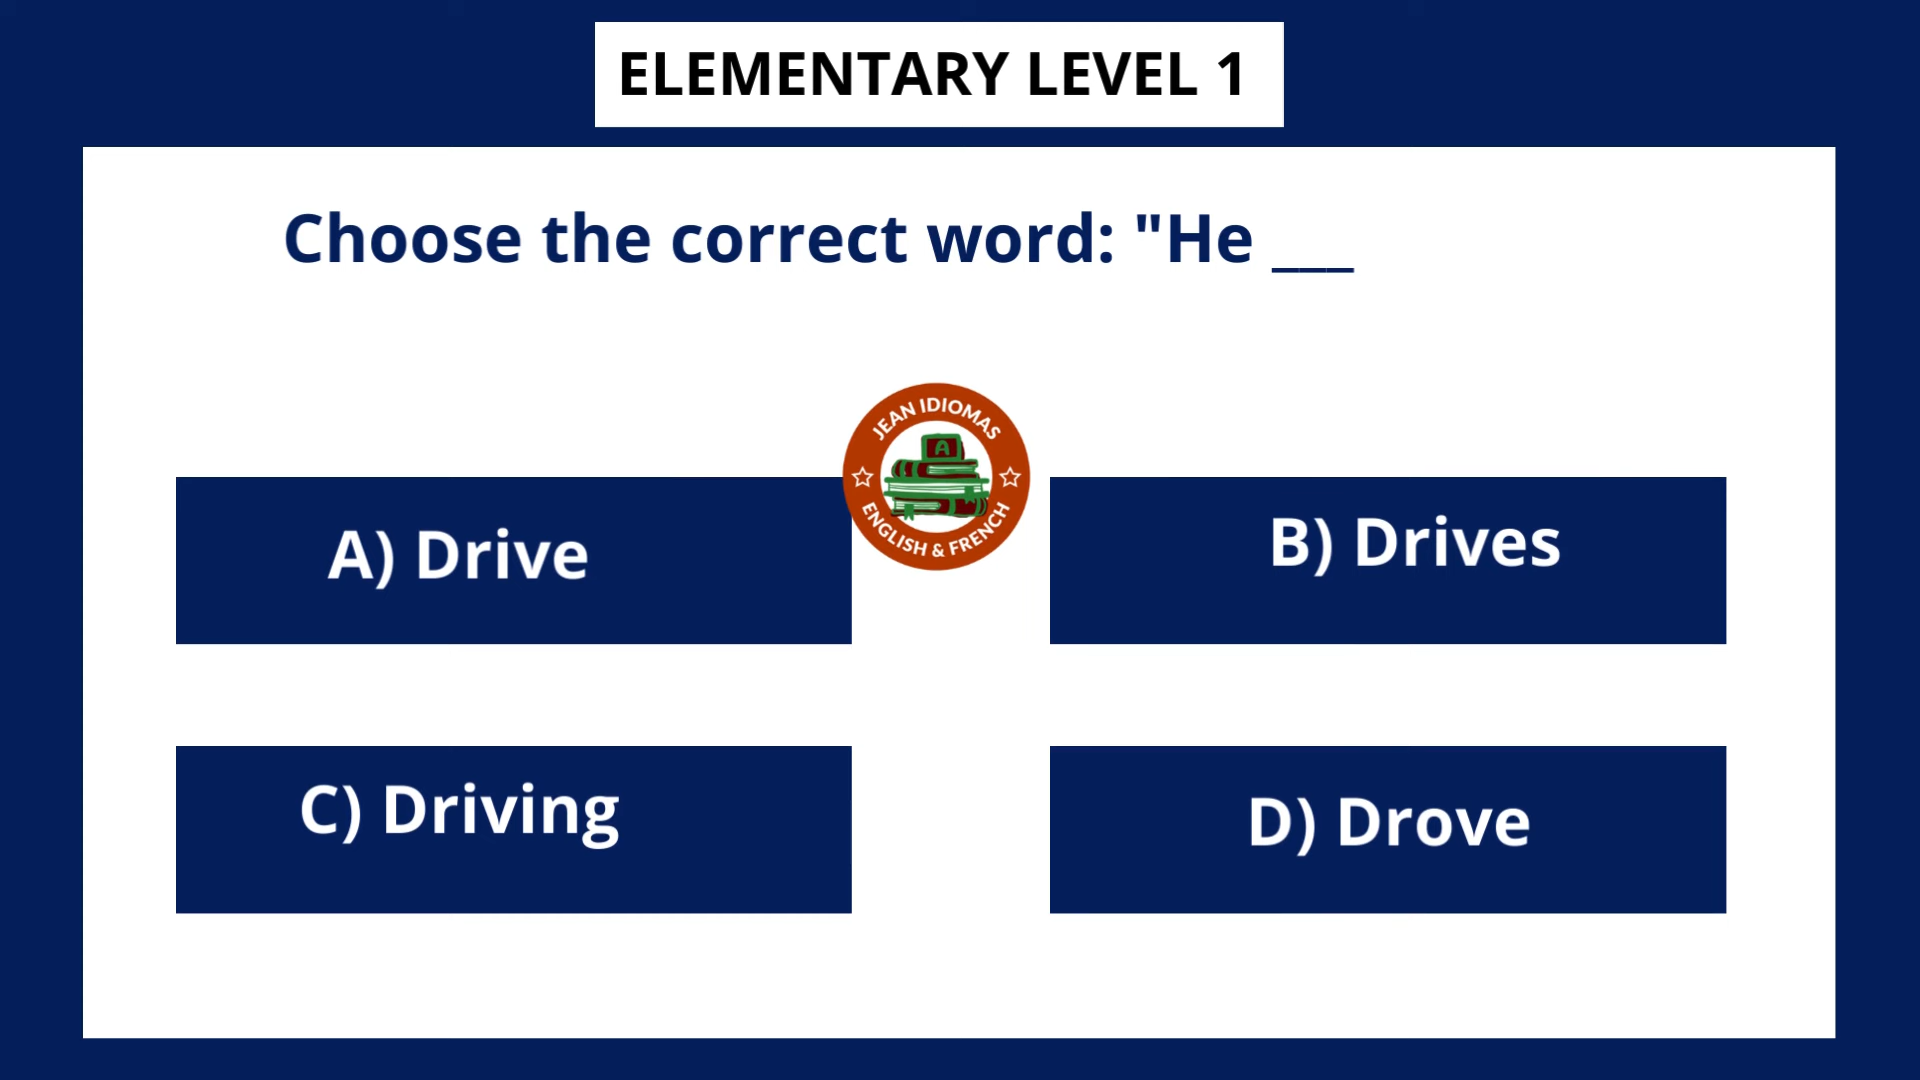 ELEMENTARY LEVEL 1
Choose the correct word: "He ___
JEAN IDIOMAS
A
ENGLISH & FRENCH
A) Drive
B) Drives
C) Driving
D) Drove